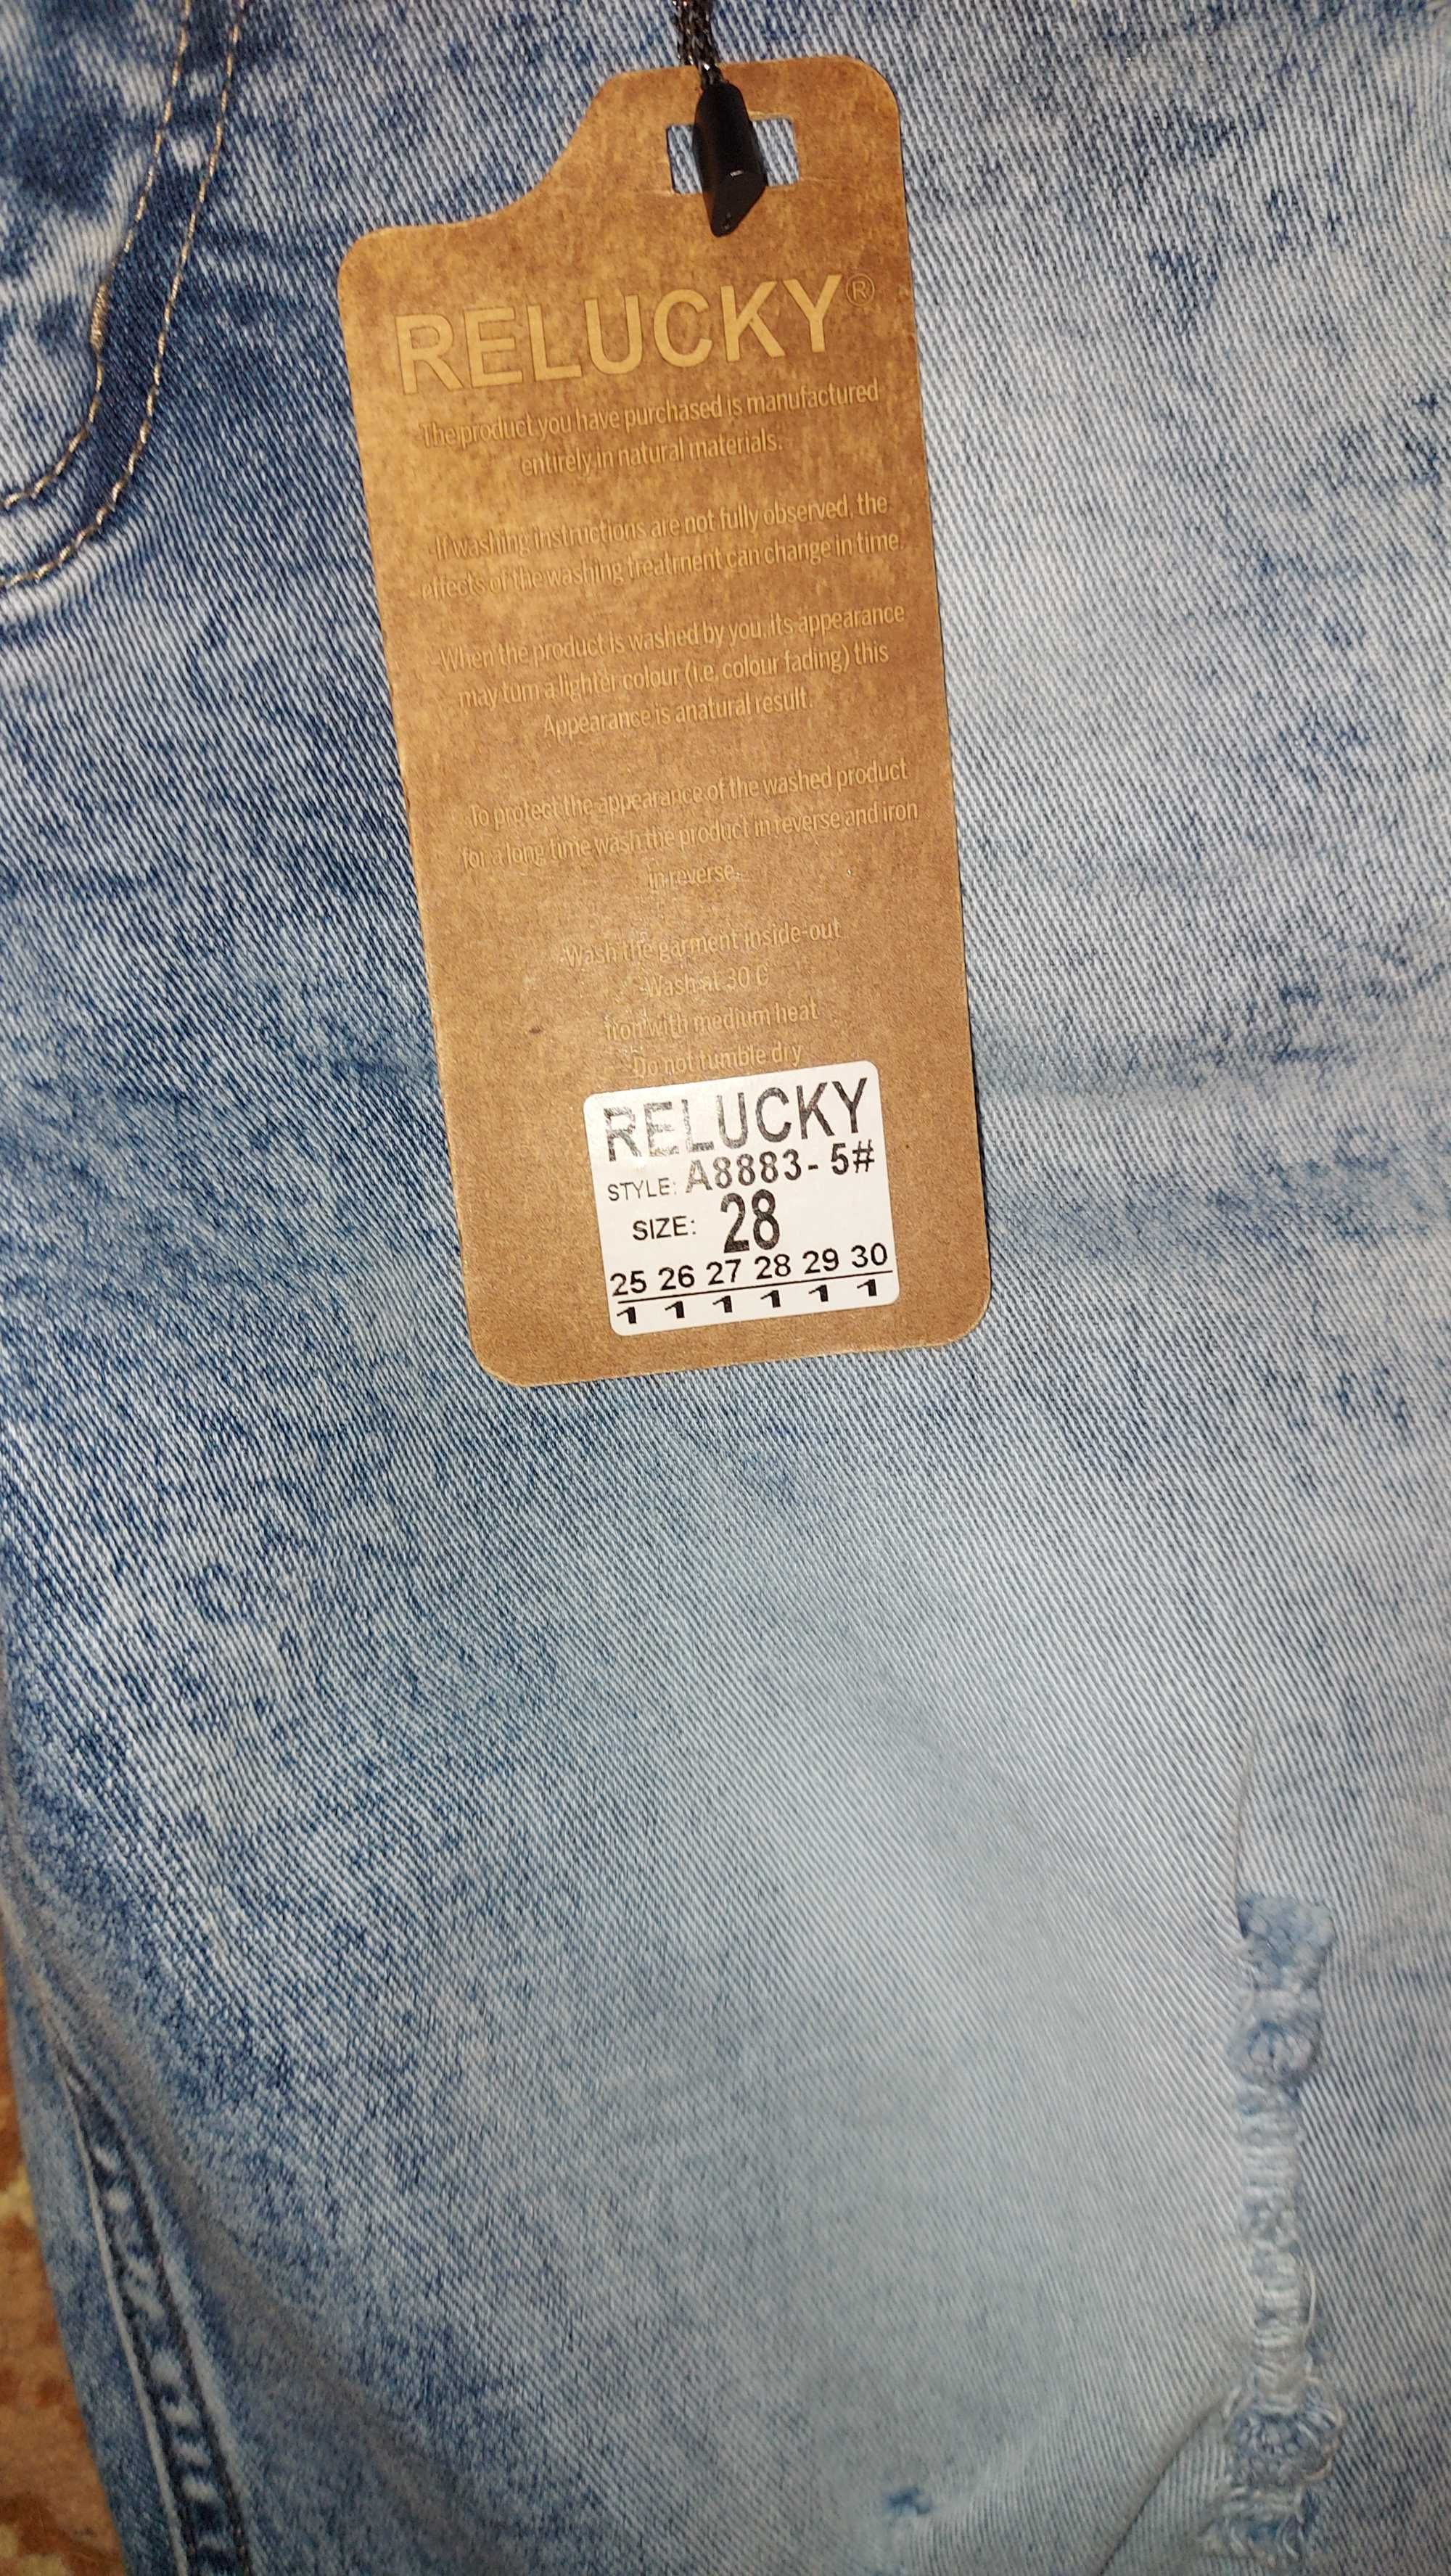 RELUCKY®
The product you have purchased is manufactured
entirely in natural materials.
If washing instructions are not fully observed, the
effects of the washing treatment can change in time.
When the product is washed by you, its appearance
may turn a lighter colour (i.e. colour fading) this
Appearance is anatural result.
To protect the appearance of the washed product
for a long time wash the product in reverse and iron
in reverse.
-Wash the garment inside-out
-Wash at 30 C
Iron with medium heat
Do not tumble dry
RELUCKY
STYLE: A8883-5#
SIZE: 28
25 26 27 28 29 30
1 1 1 1 1 1